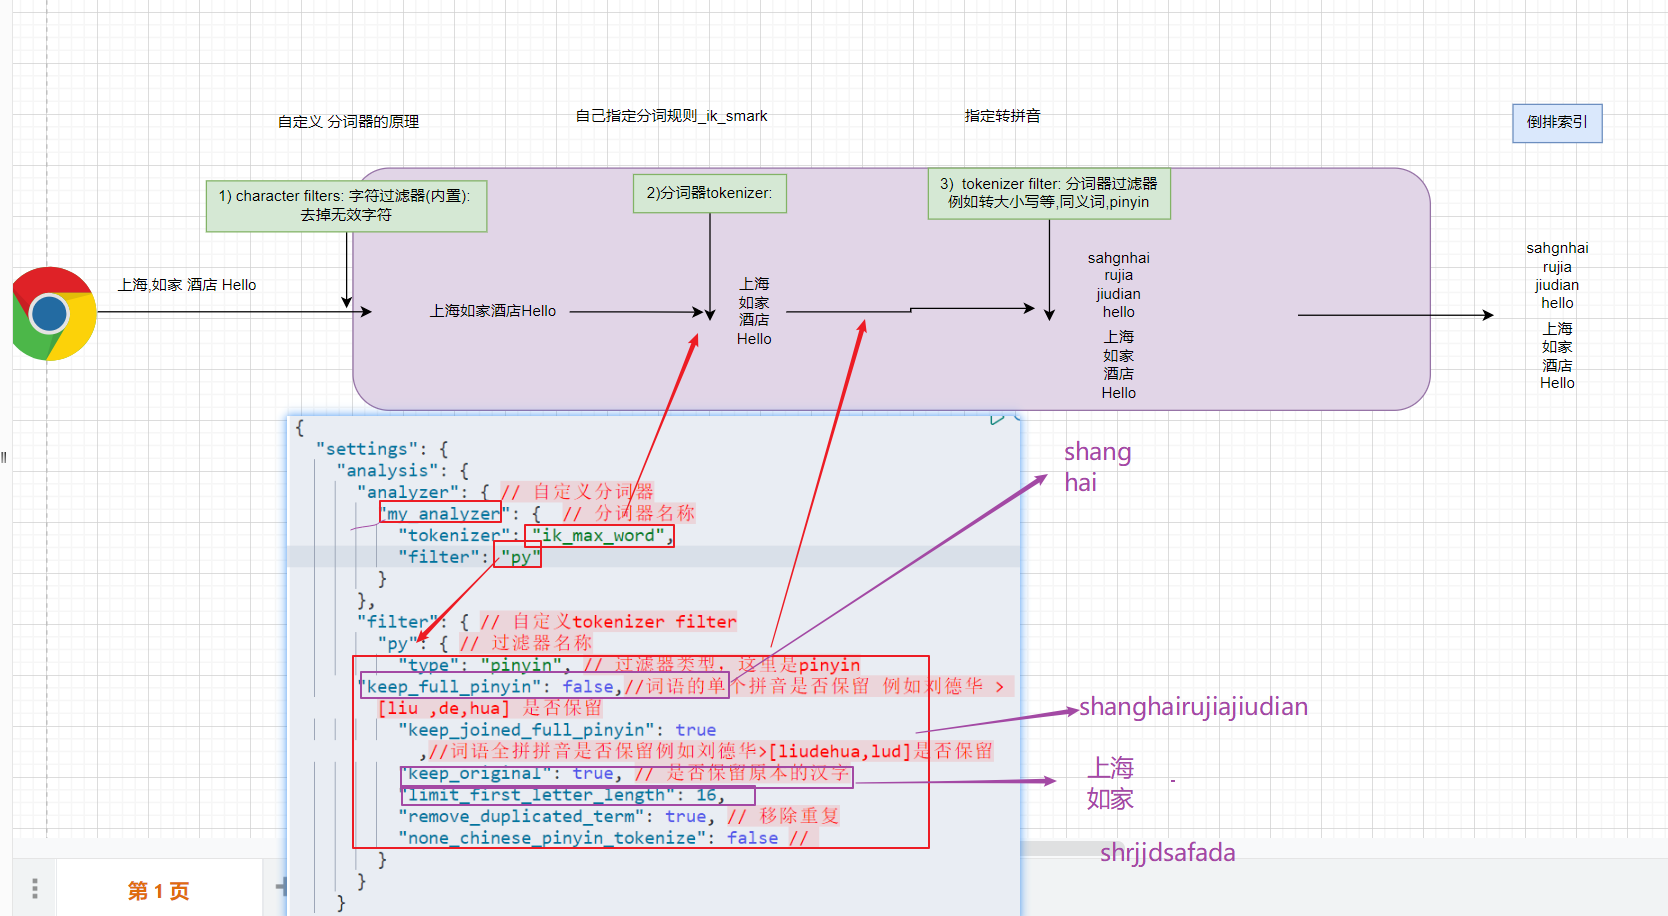 自定义 分词器的原理
自己指定分词规则_ik_smark
指定转拼音
倒排索引
1) character filters: 字符过滤器(内置):
去掉无效字符
2)分词器tokenizer:
3) tokenizer filter: 分词器过滤器
例如转大小写等,同义词,pinyin
上海,如家 酒店 Hello
上海如家酒店Hello
上海
如家
酒店
Hello
sahgnhai
rujia
jiudian
hello
上海
如家
酒店
Hello
sahgnhai
rujia
jiudian
hello
上海
如家
酒店
Hello
{
"settings": {
"analysis": {
"analyzer": { // 自定义分词器
"my_analyzer": { // 分词器名称
"tokenizer": "ik_max_word",
"filter": "py"
}
},
"filter": { // 自定义tokenizer filter
"py": { // 过滤器名称
"type": "pinyin", // 过滤器类型，这里是pinyin
"keep_full_pinyin": false,//词语的单个拼音是否保留 例如刘德华 >
[liu ,de,hua] 是否保留
"keep_joined_full_pinyin": true
,//词语全拼拼音是否保留例如刘德华>[liudehua,lud]是否保留
"keep_original": true, // 是否保留原本的汉字
"limit_first_letter_length": 16,
"remove_duplicated_term": true, // 移除重复
"none_chinese_pinyin_tokenize": false //
}
}
}
shang
hai
shanghairujiajiudian
上海
如家
shrjjdsafada
第 1 页